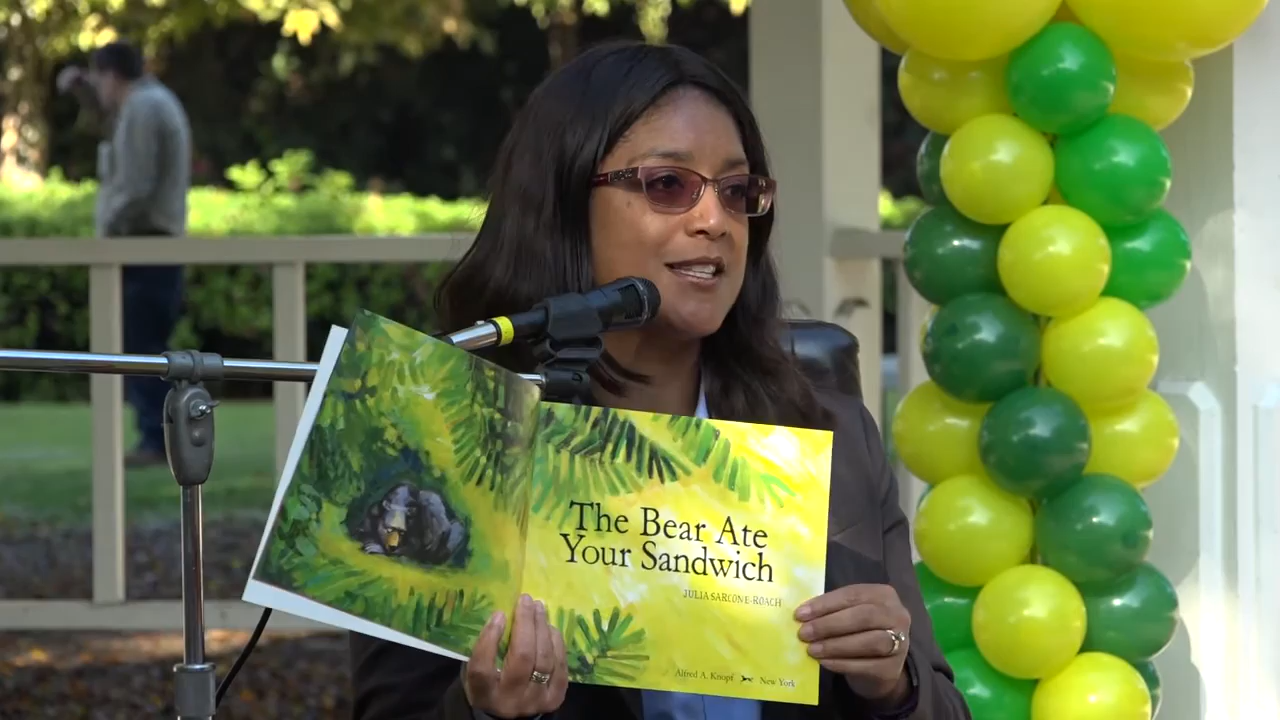 The Bear Ate
Your Sandwich
JULIA SARCONE-ROACH
Alfred A. Knopf New York